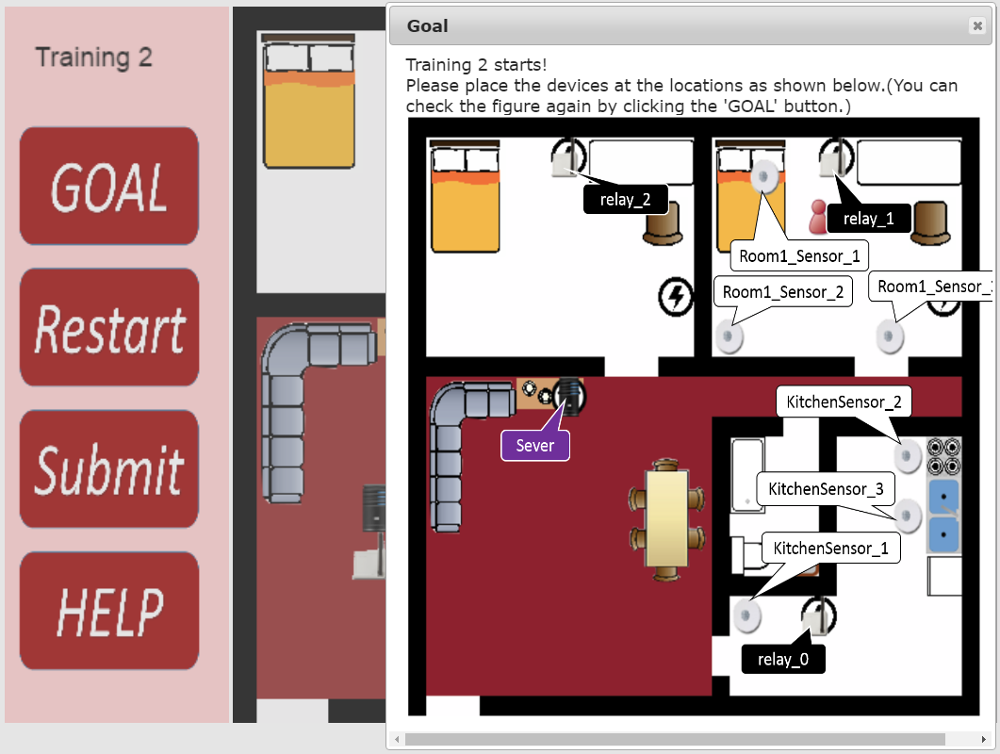 Training 2
GOAL
Restart
Submit
HELP
Goal
Training 2 starts!
Please place the devices at the locations as shown below.(You can
check the figure again by clicking the 'GOAL' button.)
relay_2
relay_1
Room1_Sensor_1
Room1_Sensor_2
Room1_Sensor_
KitchenSensor_2
Sever
KitchenSensor_3
KitchenSensor_1
relay_0